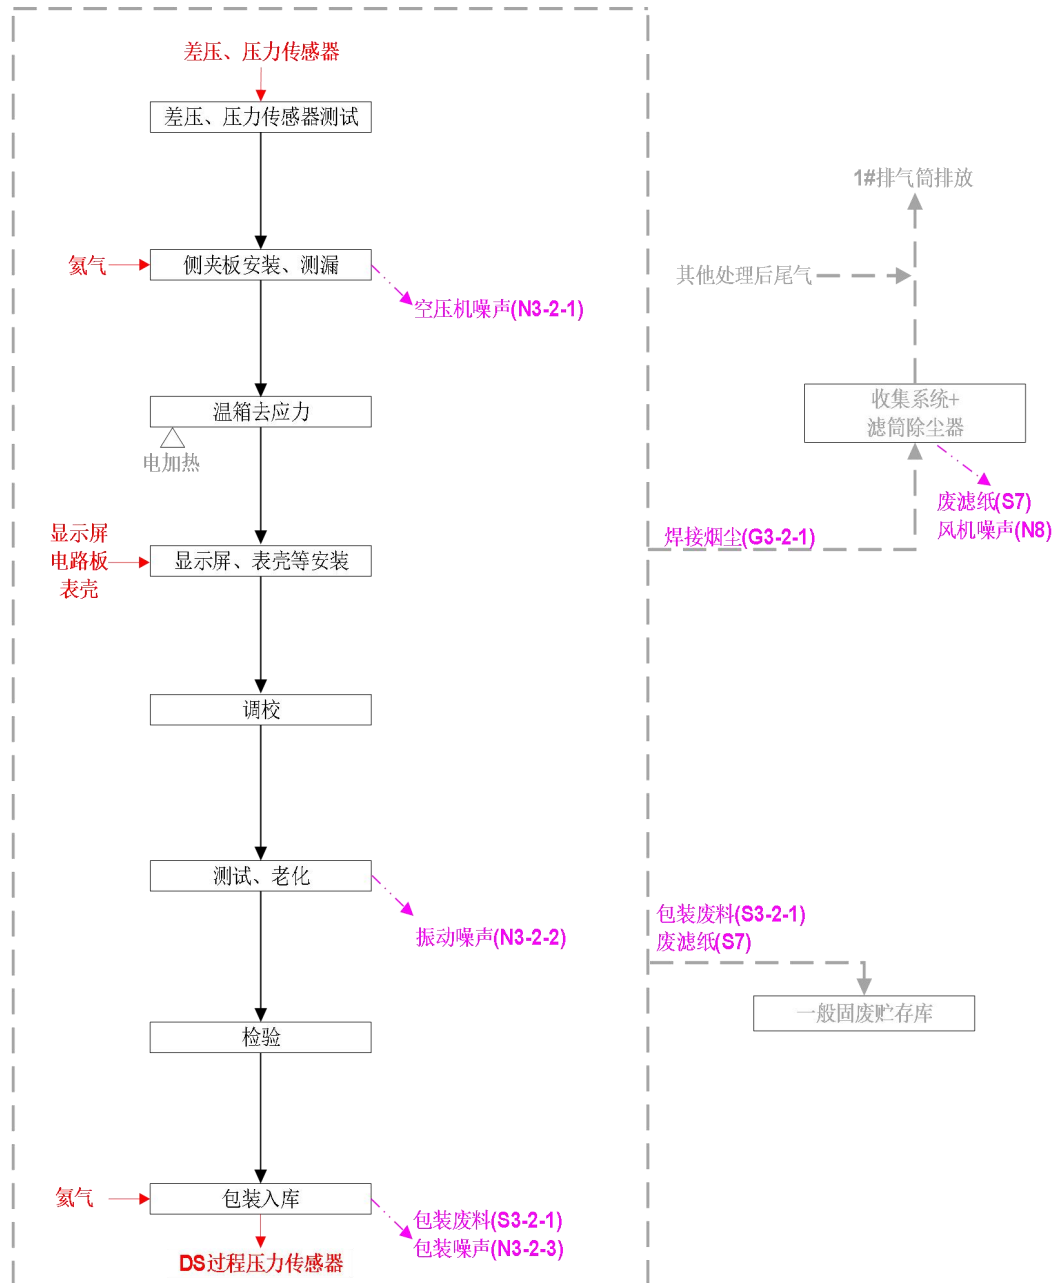 差压、压力传感器
差压、压力传感器测试
氦气
侧夹板安装、测漏
空压机噪声(N3-2-1)
温箱去应力
电加热
显示屏
电路板
表壳
显示屏、表壳等安装
调校
测试、老化
振动噪声(N3-2-2)
检验
氦气
包装入库
包装废料(S3-2-1)
包装噪声(N3-2-3)
DS过程压力传感器
1#排气筒排放
其他处理后尾气
收集系统+
滤筒除尘器
废滤纸(S7)
风机噪声(N8)
焊接烟尘(G3-2-1)
包装废料(S3-2-1)
废滤纸(S7)
一般固废贮存库